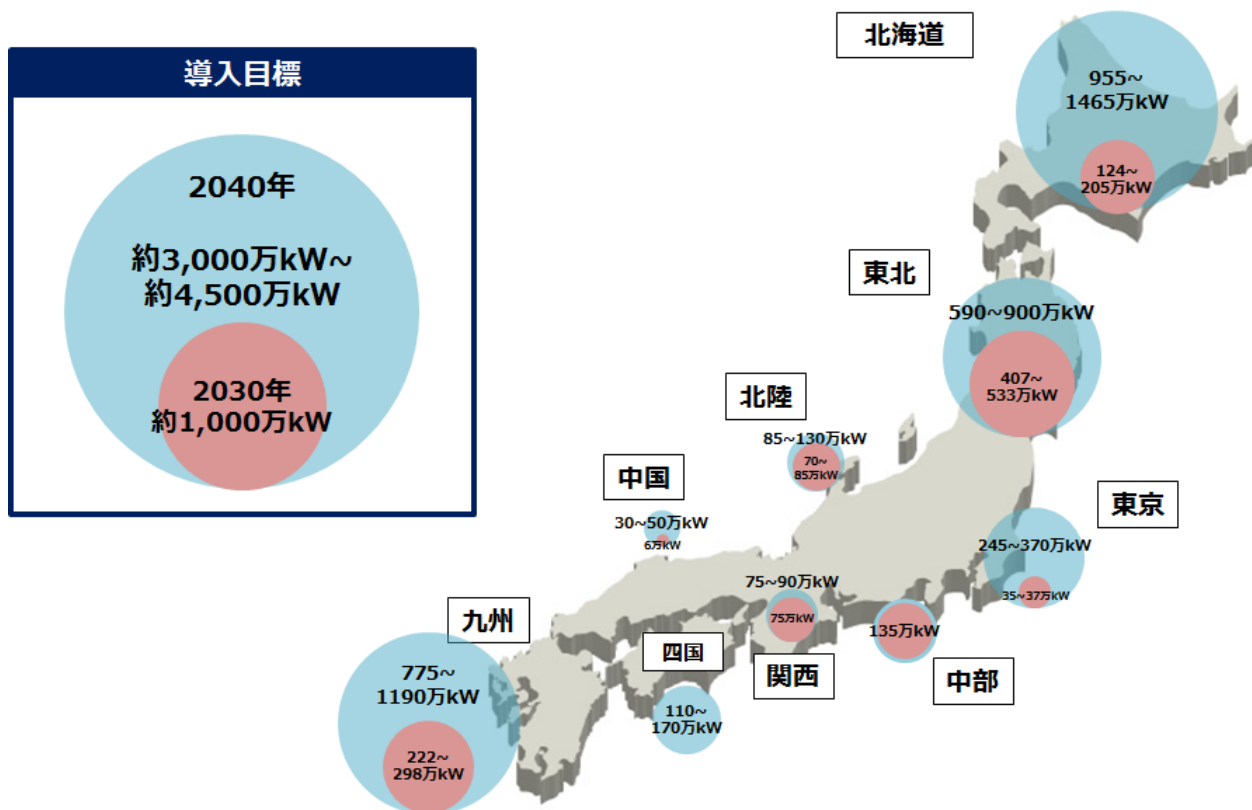 導入目標
2040年
約3,000万kW~
約4,500万kW
2030年
約1,000万kW
北海道
955~
1465万kW
124~
205万kW
東北
590~900万kW
407~
533万kW
北陸
85~130万kW
70~
85万kW
中国
30~50万kW
6万kW
東京
245~370万kW
35~37万kW
75~90万kW
75万kW
関西
135万kW
中部
九州
775~
1190万kW
222~
298万kW
四国
110~
170万kW